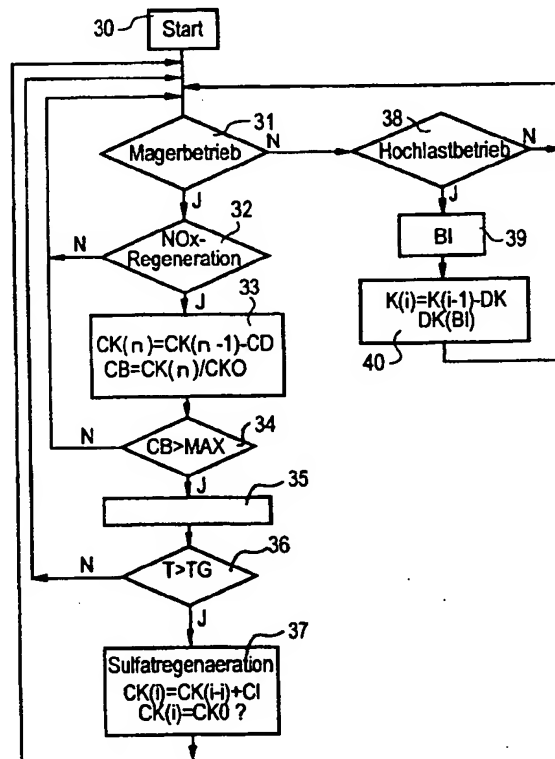 30
Start
31
Magerbetrieb
N
J
38
Hochlastbetrieb
N
J
32
NOx-
Regeneration
N
J
39
BI
33
CK(n)=CK(n-1)-CD
CB=CK(n)/CKO
K(i)=K(i-1)-DK
DK(BI)
40
34
CB>MAX
N
J
35
36
T>TG
N
J
37
Sulfatregenaeration
CK(i)=CK(i-i)+CI
CK(i)=CK0 ?